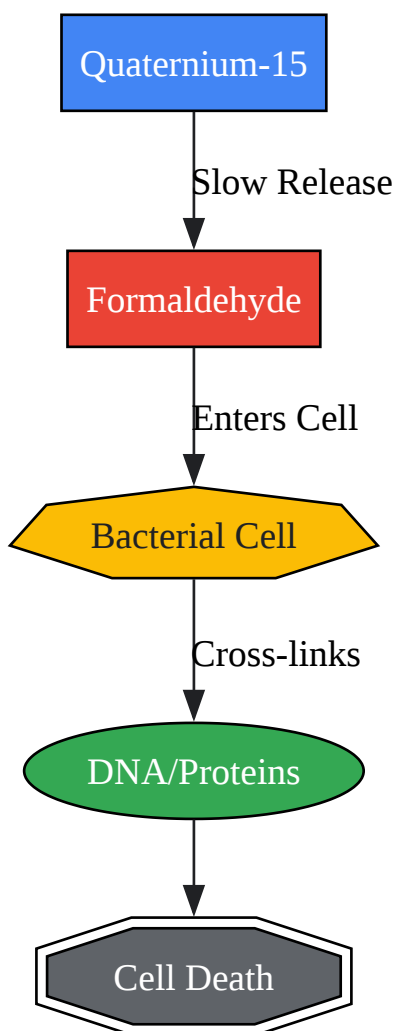 Quaternium-15
Slow Release
Formaldehyde
Enters Cell
Bacterial Cell
Cross-links
DNA/Proteins
Cell Death